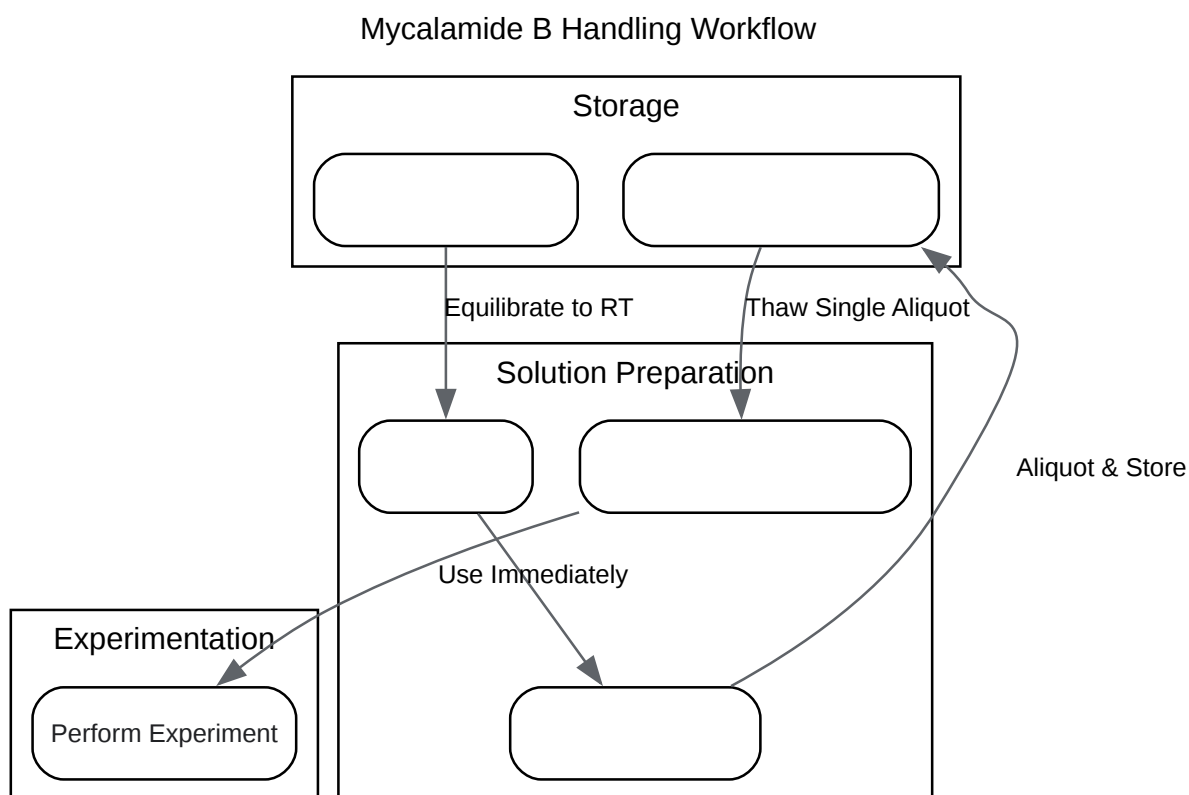 Mycalamide B Handling Workflow
Storage
Equilibrate to RT
Thaw Single Aliquot
Solution Preparation
Aliquot & Store
Use Immediately
Experimentation
Perform Experiment